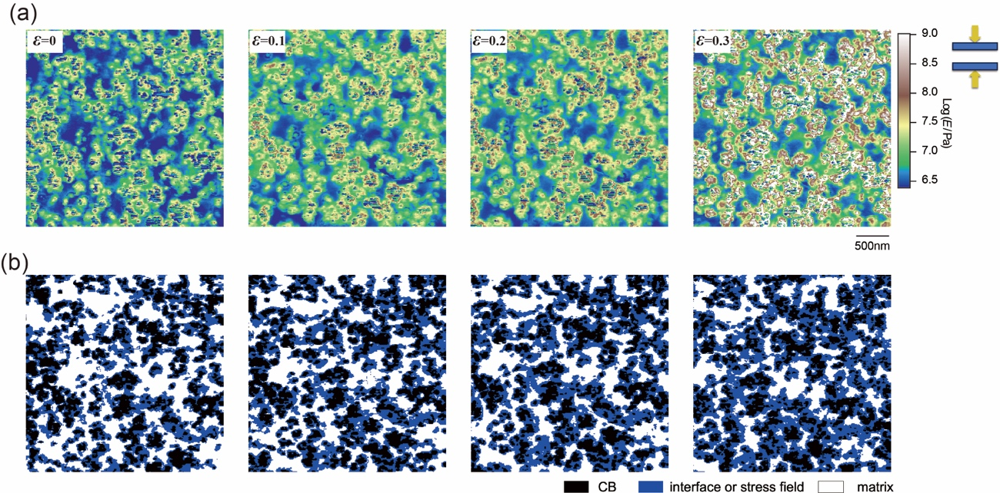 (a)
ε=0
ε=0.1
ε=0.2
ε=0.3
9.0
8.5
8.0
7.5
7.0
6.5
Log (E/Pa)
500nm
(b)
CB
interface or stress field
matrix